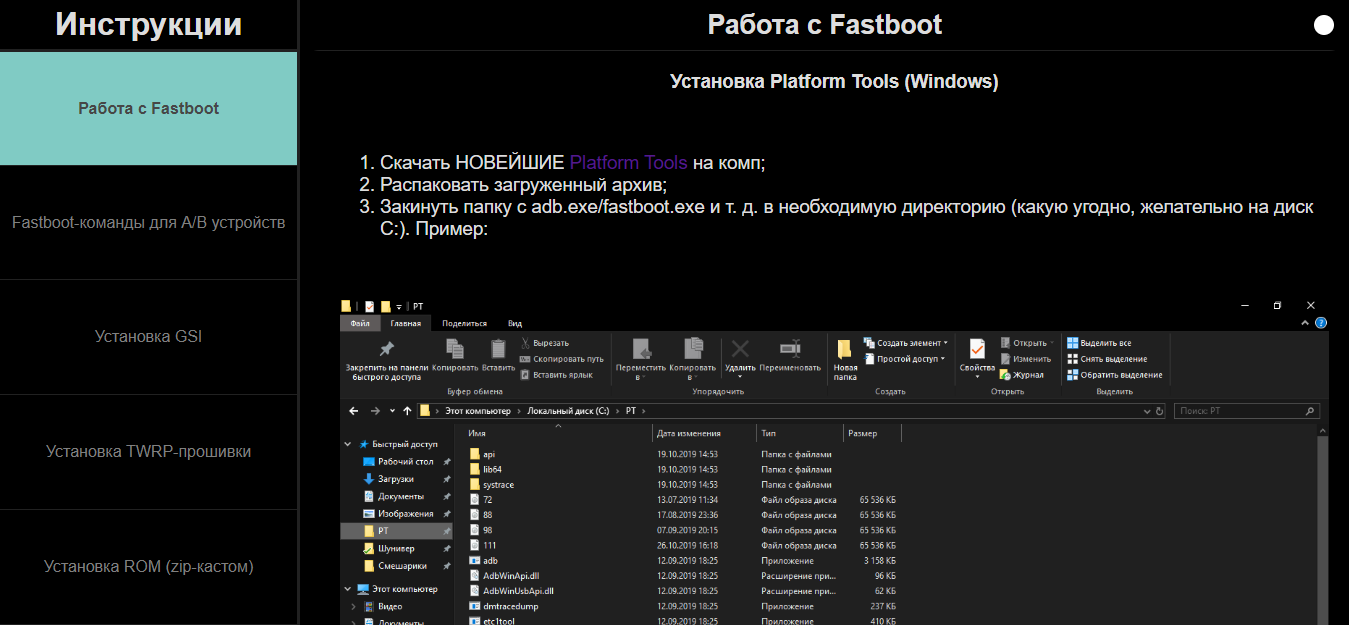 Инструкции
Работа с Fastboot
Fastboot-команды для A/B устройств
Установка GSI
Установка TWRP-прошивки
Установка ROM (zip-кастом)
Работа с Fastboot
Установка Platform Tools (Windows)
1. Скачать НОВЕЙШИЕ Platform Tools на комп;
2. Распаковать загруженный архив;
3. Закинуть папку с adb.exe/fastboot.exe и т. д. в необходимую директорию (какую угодно, желательно на диск
C:). Пример:
PT
Файл Главная Поделиться Вид
Закрепить на панели
быстрого доступа
Копировать
Вставить
Вырезать
Скопировать путь
Вставить ярлык
Буфер обмена
Переместить
в
Копировать
в
Удалить
Переименовать
Упорядочить
Новая
папка
Создать элемент
Простой доступ
Создать
Свойства
Открыть
Изменить
Журнал
Открыть
Выделить все
Снять выделение
Обратить выделение
Выделить
Этот компьютер > Локальный диск (C:) > PT >
Поиск: PT
Быстрый доступ
Рабочий стол
Загрузки
Документы
Изображения
PT
Шунивер
Смешарики
Этот компьютер
Видео
Документы
Имя Дата изменения Тип Размер
api 19.10.2019 14:53 Папка с файлами
lib64 19.10.2019 14:53 Папка с файлами
systrace 19.10.2019 14:53 Папка с файлами
72 13.07.2019 11:34 Файл образа диска 65 536 КБ
88 17.08.2019 23:36 Файл образа диска 65 536 КБ
98 07.09.2019 20:15 Файл образа диска 65 536 КБ
111 26.10.2019 16:18 Файл образа диска 65 536 КБ
adb 12.09.2019 18:25 Приложение 3 158 КБ
AdbWinApi.dll 12.09.2019 18:25 Расширение при... 96 КБ
AdbWinUsbApi.dll 12.09.2019 18:25 Расширение при... 62 КБ
dmtracedump 12.09.2019 18:25 Приложение 237 КБ
etc1tool 12.09.2019 18:25 Приложение 410 КБ